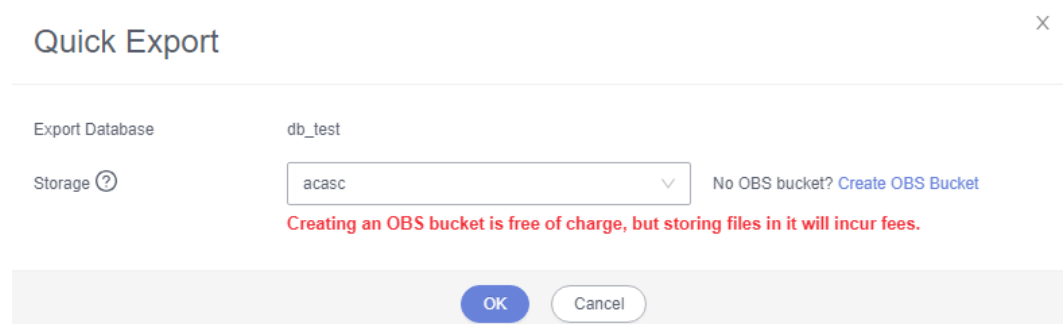 Quick Export
X
Export Database db_test
Storage ? acasc No OBS bucket? Create OBS Bucket
Creating an OBS bucket is free of charge, but storing files in it will incur fees.
OK Cancel